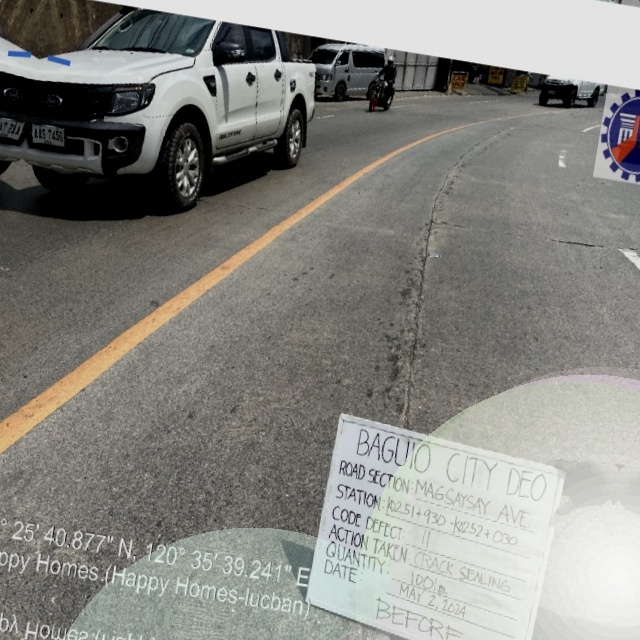 BAGUIO CITY DEO
ROAD SECTION: MAGSAYSAY AVE
STATION: K0251+930 K0252+030
CODE DEFECT: 11
ACTION TAKEN: CRACK SEALING
QUANTITY: 100 lm
DATE: MAY 2, 2024
BEFORE
° 25' 40.877" N, 120° 35' 39.241" E
ppy Homes (Happy Homes-lucban)